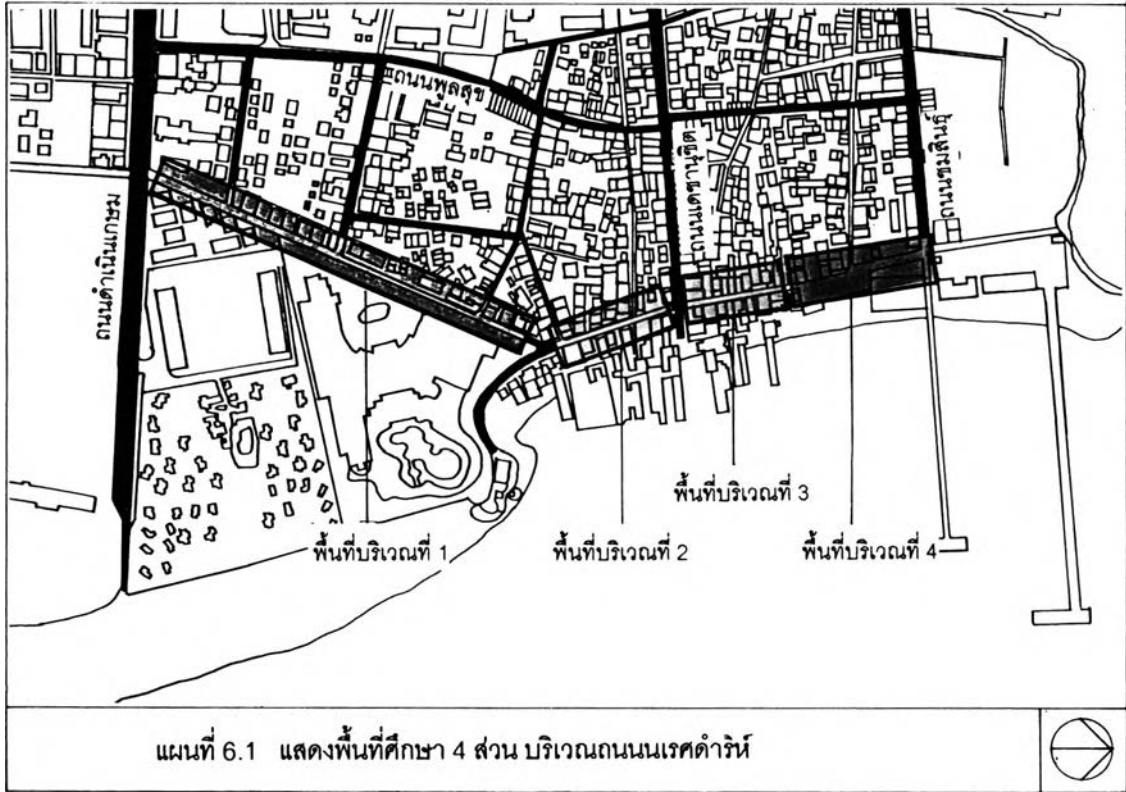 ถนนพูลสุข
ถนนดำเนินเกษม
ถนนเดชานุชิต
ถนนชมสินธุ์
พื้นที่บริเวณที่ 1
พื้นที่บริเวณที่ 2
พื้นที่บริเวณที่ 3
พื้นที่บริเวณที่ 4
แผนที่ 6.1 แสดงพื้นที่ศึกษา 4 ส่วน บริเวณถนนนเรศดำริห์